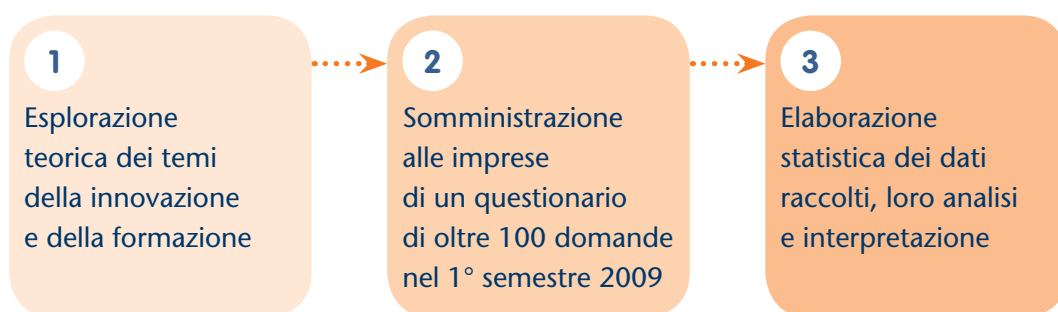 1
Esplorazione
teorica dei temi
della innovazione
e della formazione
2
Somministrazione
alle imprese
di un questionario
di oltre 100 domande
nel 1° semestre 2009
3
Elaborazione
statistica dei dati
raccolti, loro analisi
e interpretazione